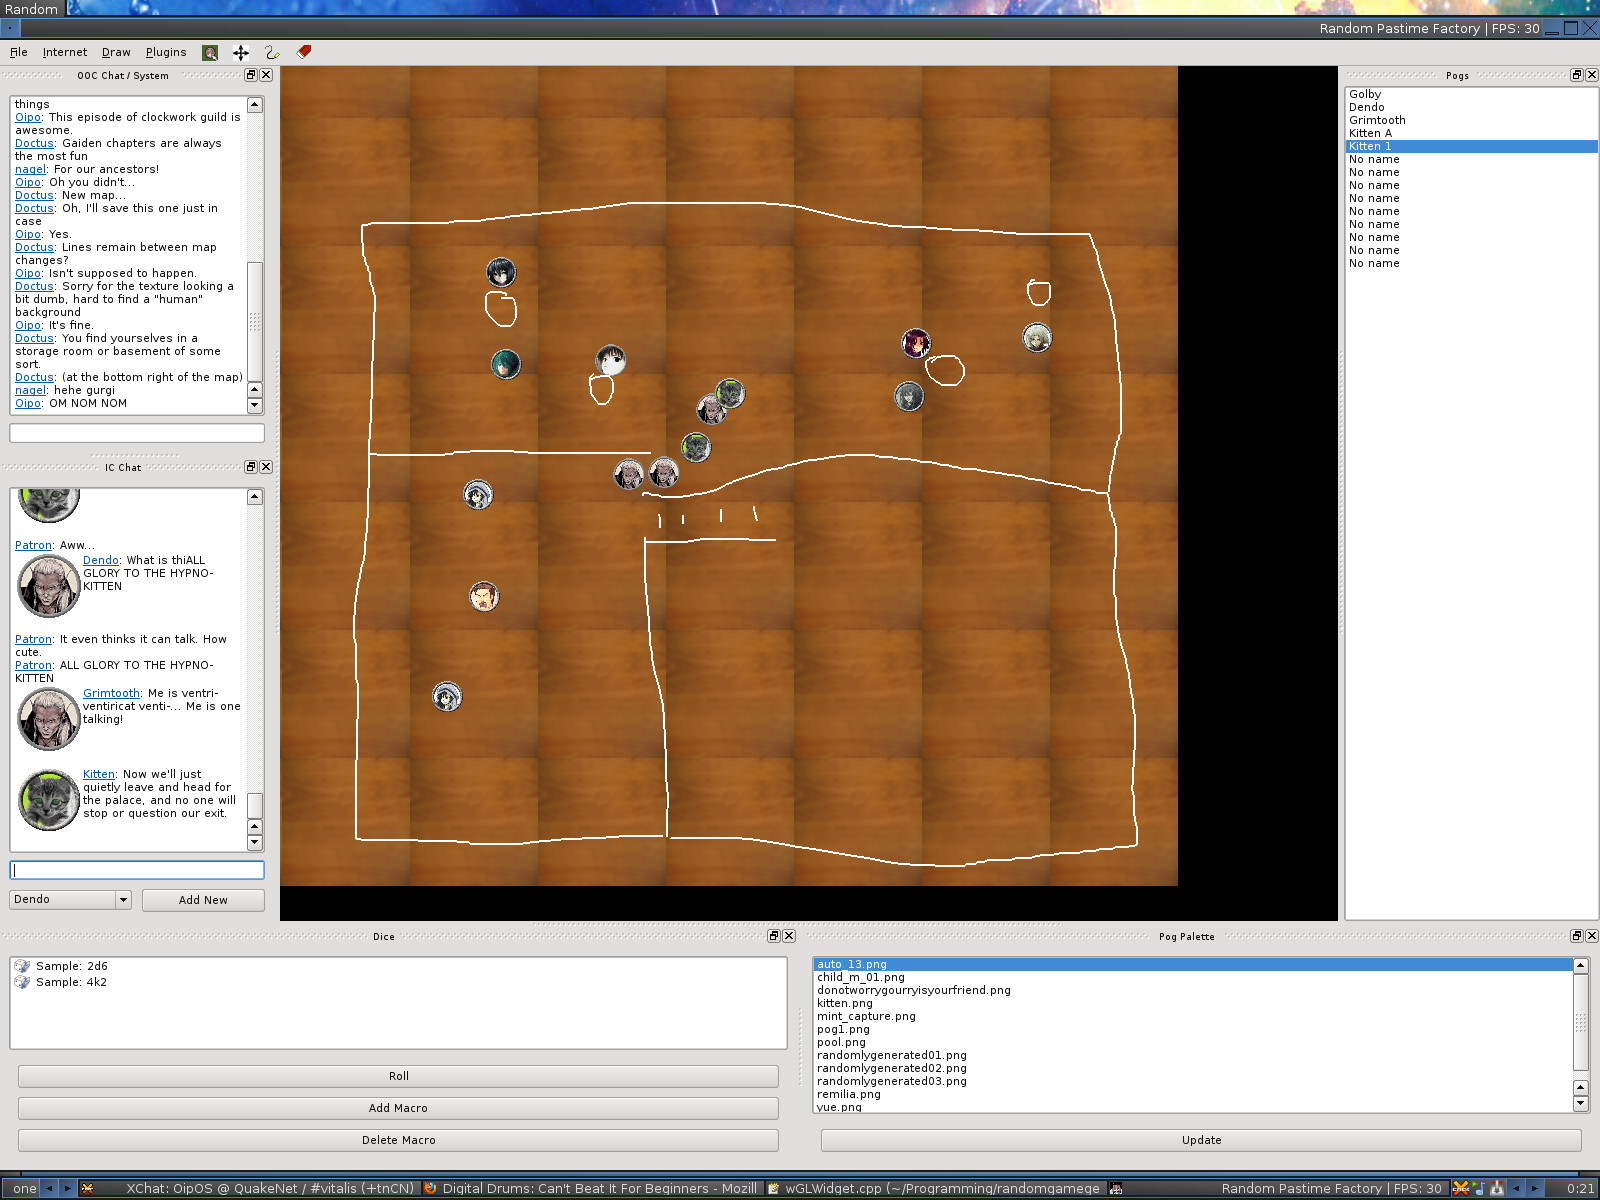 Random
Random Pastime Factory | FPS: 30
File Internet Draw Plugins
OOC Chat / System
things
Oipo: This episode of clockwork guild is
awesome.
Doctus: Gaiden chapters are always
the most fun
nagel: For our ancestors!
Oipo: Oh you didn't...
Doctus: New map...
Doctus: Oh, I'll save this one just in
case
Oipo: Yes.
Doctus: Lines remain between map
changes?
Oipo: Isn't supposed to happen.
Doctus: Sorry for the texture looking a
bit dumb, hard to find a "human"
background
Oipo: It's fine.
Doctus: You find yourselves in a
storage room or basement of some
sort.
Doctus: (at the bottom right of the map)
nagel: hehe gurgi
Oipo: OM NOM NOM
IC Chat
Patron: Aww...
Dendo: What is thiALL
GLORY TO THE HYPNO-
KITTEN
Patron: It even thinks it can talk. How
cute.
Patron: ALL GLORY TO THE HYPNO-
KITTEN
Grimtooth: Me is ventri-
ventiricat venti-... Me is one
talking!
Kitten: Now we'll just
quietly leave and head for
the palace, and no one will
stop or question our exit.
Dendo
Add New
Pogs
Golby
Dendo
Grimtooth
Kitten A
Kitten 1
No name
No name
No name
No name
No name
No name
No name
No name
No name
Dice
Sample: 2d6
Sample: 4k2
Roll
Add Macro
Delete Macro
Pog Palette
auto_13.png
child_m_01.png
donotworrygourryisyourfriend.png
kitten.png
mint_capture.png
pog1.png
pool.png
randomlygenerated01.png
randomlygenerated02.png
randomlygenerated03.png
remilia.png
yue.png
Update
one XChat: OipOS @ QuakeNet / #vitalis (+tnCN) Digital Drums: Can't Beat It For Beginners - Mozill wGLWidget.cpp (~/Programming/randomgamege Random Pastime Factory | FPS: 30 0:21